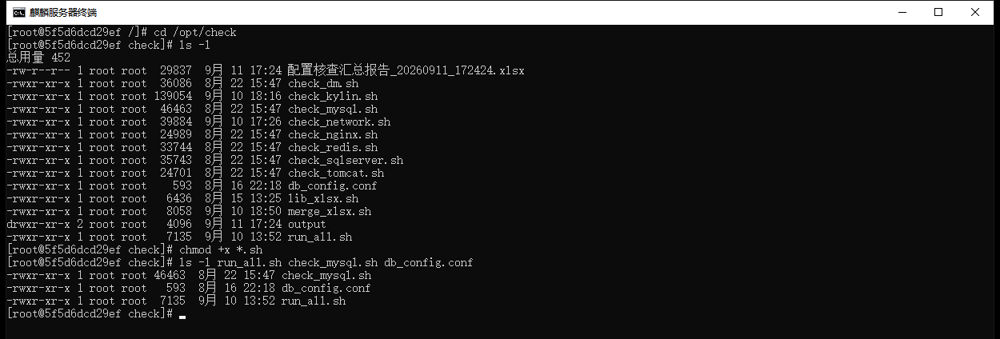 麒麟服务器终端
[root@5f5d6dcd29ef /]# cd /opt/check
[root@5f5d6dcd29ef check]# ls -l
总用量 452
-rw-r--r-- 1 root root  29837  9月 11 17:24 配置核查汇总报告_20260911_172424.xlsx
-rwxr-xr-x 1 root root  36086  8月 22 15:47 check_dm.sh
-rwxr-xr-x 1 root root 139054  9月 10 18:16 check_kylin.sh
-rwxr-xr-x 1 root root  46463  8月 22 15:47 check_mysql.sh
-rwxr-xr-x 1 root root  39884  9月 10 17:26 check_network.sh
-rwxr-xr-x 1 root root  24989  8月 22 15:47 check_nginx.sh
-rwxr-xr-x 1 root root  33744  8月 22 15:47 check_redis.sh
-rwxr-xr-x 1 root root  35743  8月 22 15:47 check_sqlserver.sh
-rwxr-xr-x 1 root root  24701  8月 22 15:47 check_tomcat.sh
-rwxr-xr-x 1 root root    593  8月 16 22:18 db_config.conf
-rwxr-xr-x 1 root root   6436  8月 15 13:25 lib_xlsx.sh
-rwxr-xr-x 1 root root   8058  9月 10 18:50 merge_xlsx.sh
drwxr-xr-x 2 root root   4096  9月 11 17:24 output
-rwxr-xr-x 1 root root   7135  9月 10 13:52 run_all.sh
[root@5f5d6dcd29ef check]# chmod +x *.sh
[root@5f5d6dcd29ef check]# ls -l run_all.sh check_mysql.sh db_config.conf
-rwxr-xr-x 1 root root 46463  8月 22 15:47 check_mysql.sh
-rwxr-xr-x 1 root root   593  8月 16 22:18 db_config.conf
-rwxr-xr-x 1 root root  7135  9月 10 13:52 run_all.sh
[root@5f5d6dcd29ef check]#